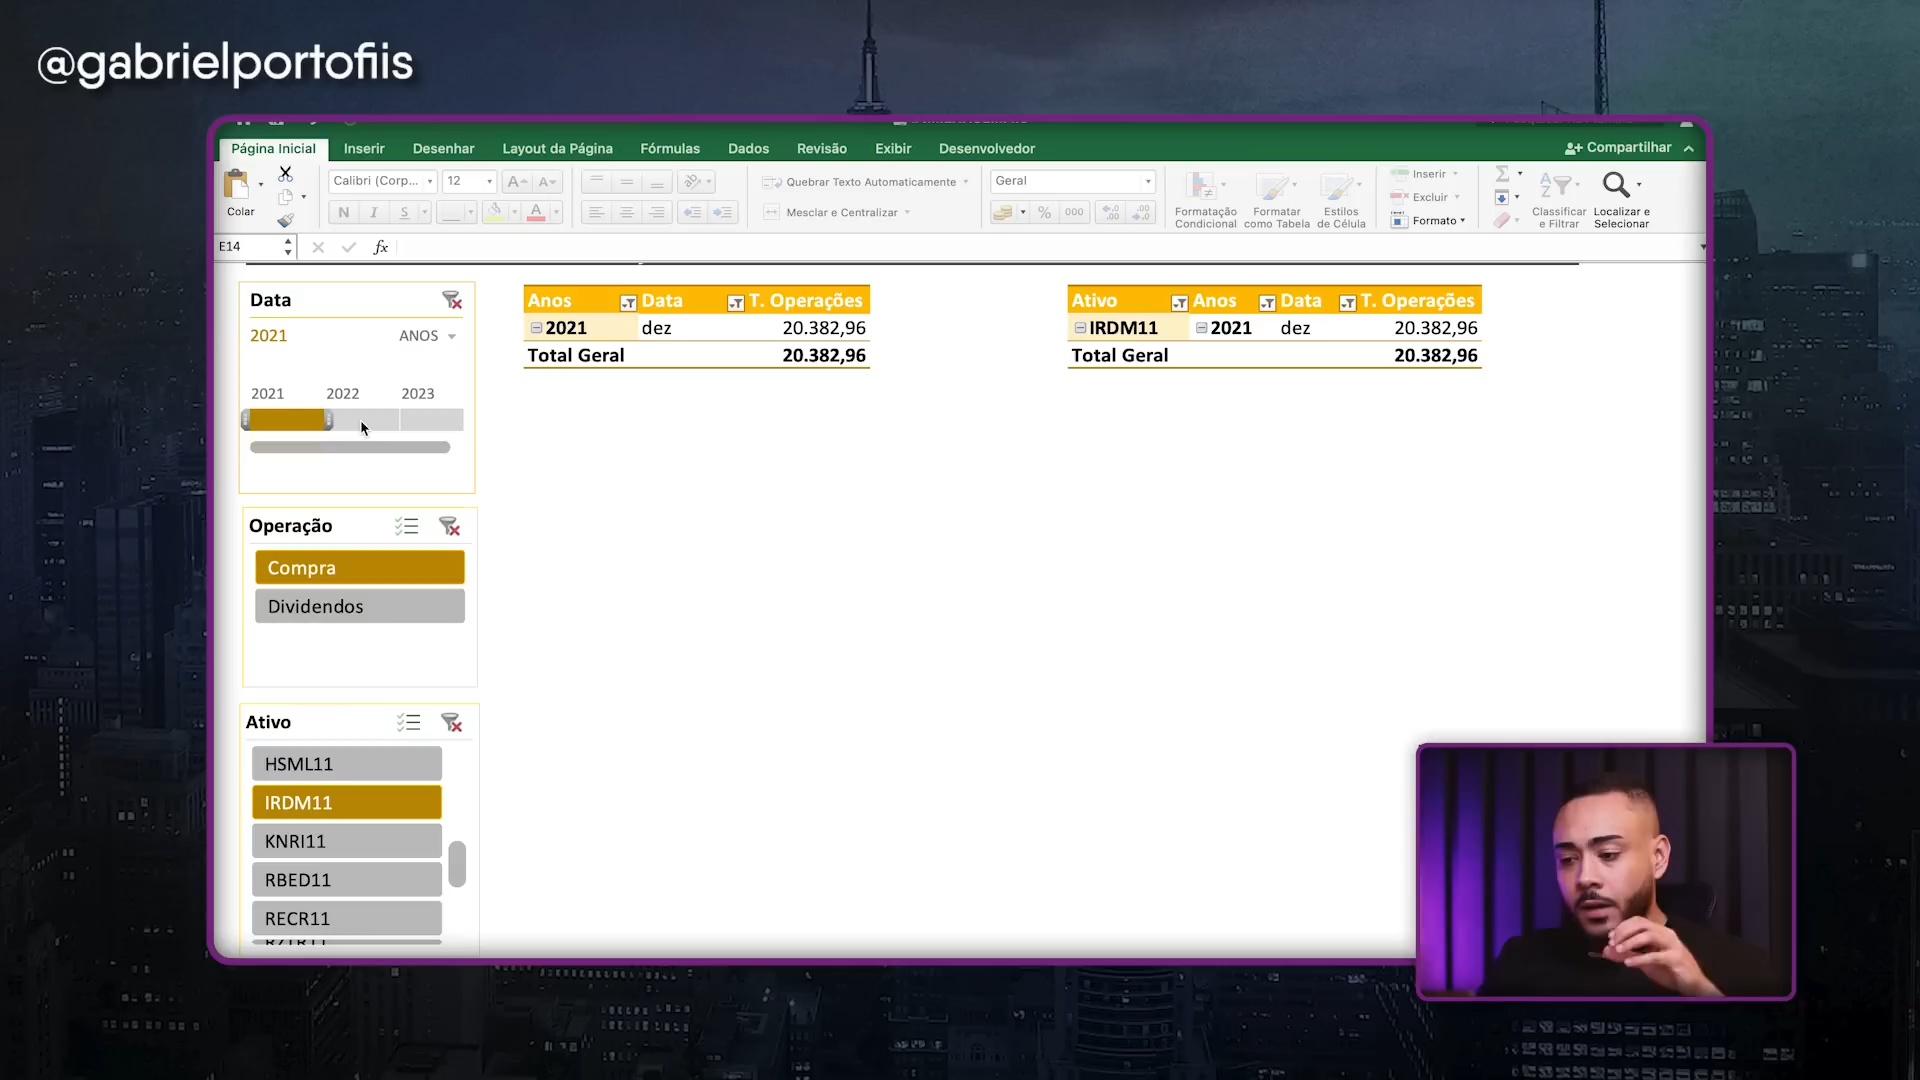 @gabrielportofiis
Página Inicial Inserir Desenhar Layout da Página Fórmulas Dados Revisão Exibir Desenvolvedor Compartilhar
Colar
Calibri (Corp... 12 A A
N I S A
Quebrar Texto Automaticamente
Mesclar e Centralizar
Geral
% 000
Formatação Condicional
Formatar como Tabela
Estilos de Célula
Inserir
Excluir
Formato
Classificar e Filtrar
Localizar e Selecionar
E14 fx
Data
2021 ANOS
2021 2022 2023
Anos Data T. Operações
2021 dez 20.382,96
Total Geral 20.382,96
Ativo Anos Data T. Operações
IRDM11 2021 dez 20.382,96
Total Geral 20.382,96
Operação
Compra
Dividendos
Ativo
HSML11
IRDM11
KNRI11
RBED11
RECR11